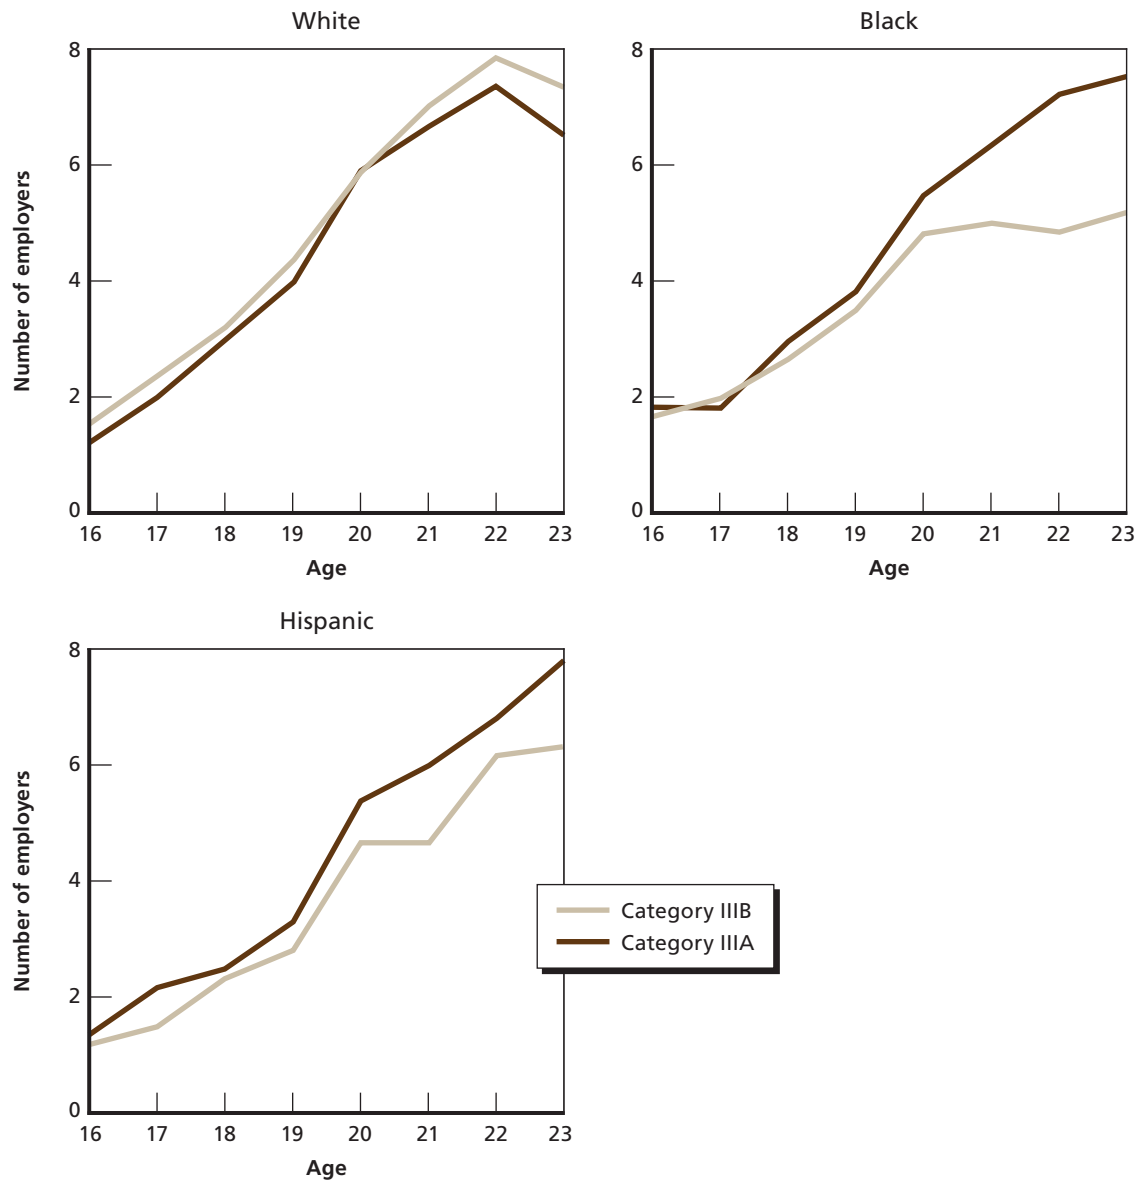 White
8
6
4
2
0
Number of employers
16 17 18 19 20 21 22 23
Age
Black
8
6
4
2
0
16 17 18 19 20 21 22 23
Age
Hispanic
8
6
4
2
0
Number of employers
16 17 18 19 20 21 22 23
Age
Category IIIB
Category IIIA